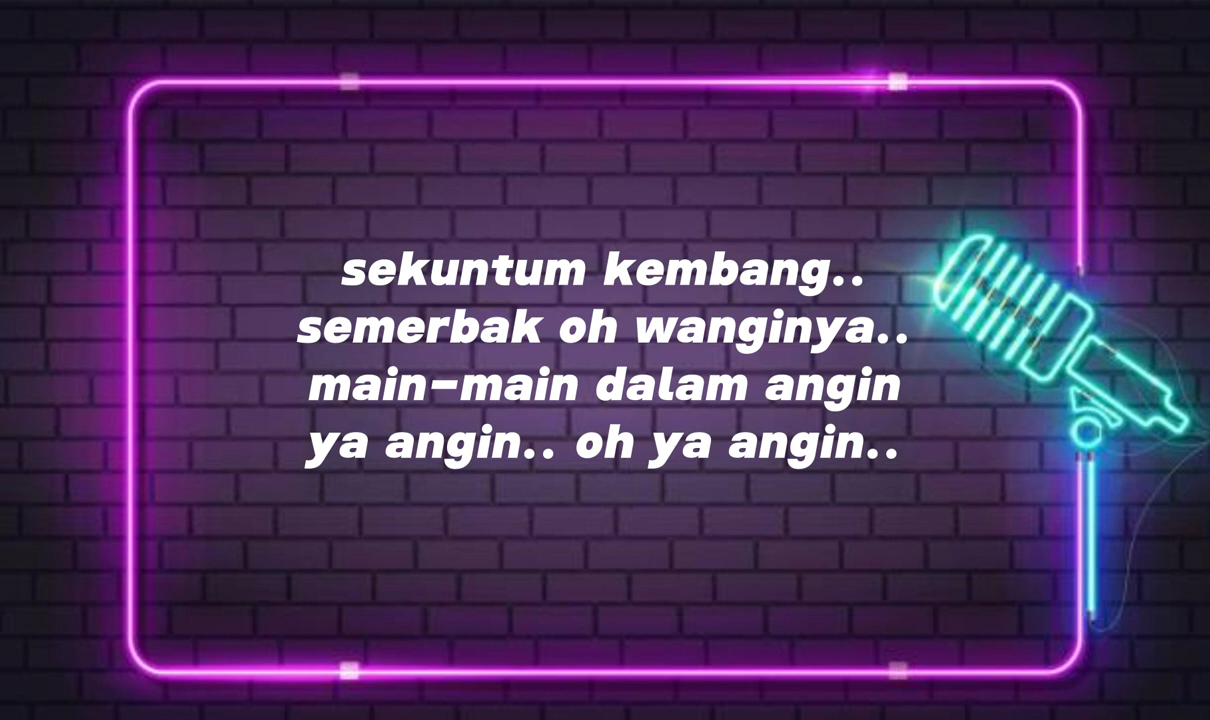 sekuntum kembang..
semerbak oh wanginya..
main-main dalam angin
ya angin.. oh ya angin..